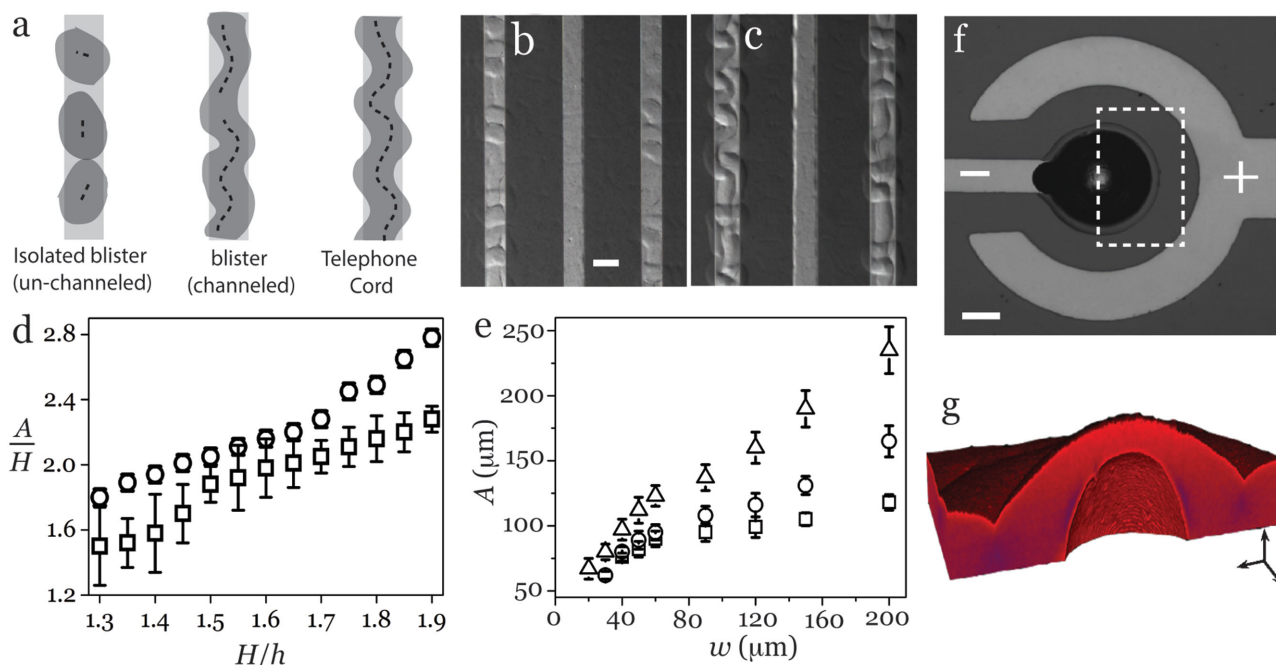 a
Isolated blister
(un-channeled)
blister
(channeled)
Telephone
Cord
b
c
d
2.8
2.4
2.0
1.6
1.2
A
H
1.3
1.4
1.5
1.6
1.7
1.8
1.9
H/h
e
250
200
150
100
50
A (μm)
0
40
80
120
160
200
w (μm)
f
− +
g